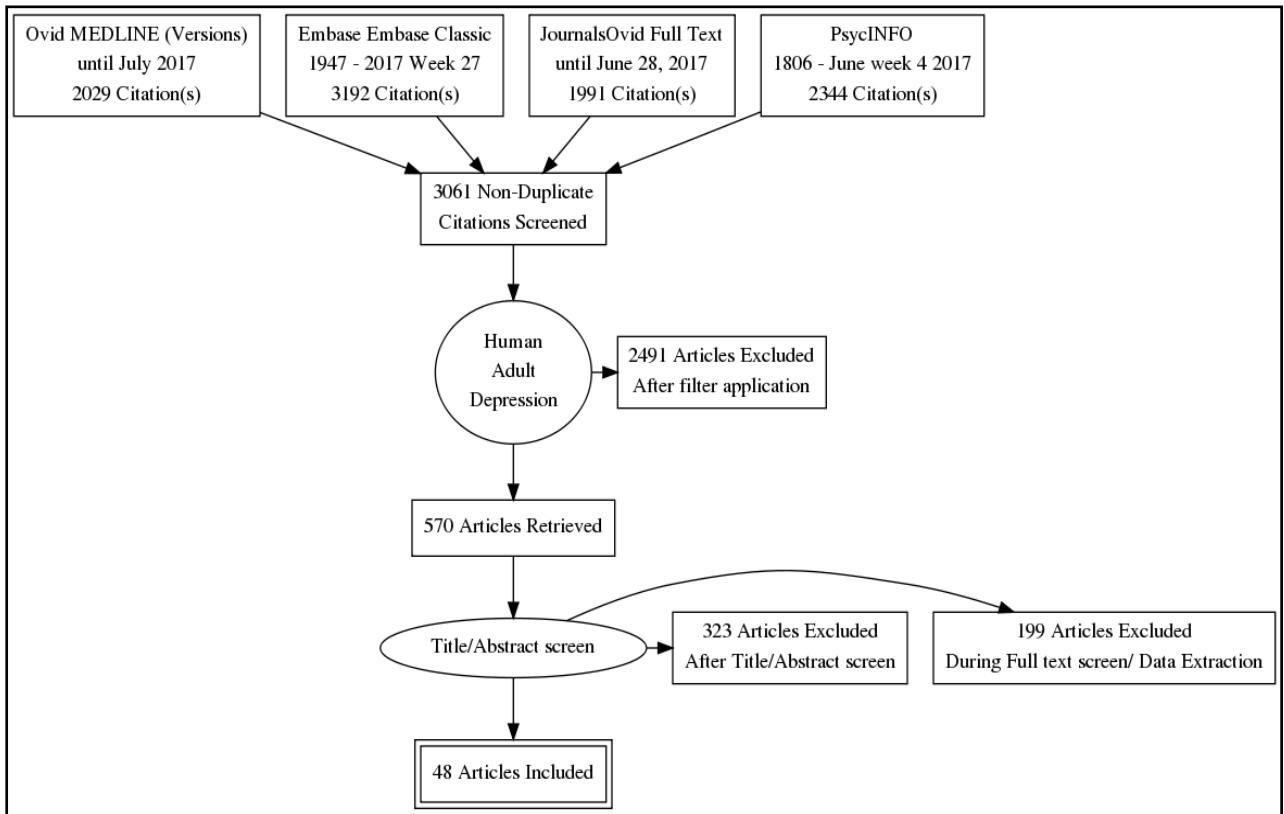 Ovid MEDLINE (Versions)
until July 2017
2029 Citation(s)
Embase Embase Classic
1947 - 2017 Week 27
3192 Citation(s)
JournalsOvid Full Text
until June 28, 2017
1991 Citation(s)
PsycINFO
1806 - June week 4 2017
2344 Citation(s)
3061 Non-Duplicate
Citations Screened
Human
Adult
Depression
2491 Articles Excluded
After filter application
570 Articles Retrieved
Title/Abstract screen
323 Articles Excluded
After Title/Abstract screen
199 Articles Excluded
During Full text screen/ Data Extraction
48 Articles Included